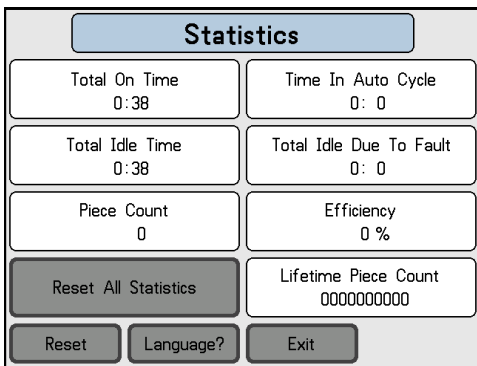 Statistics
Total On Time
0:38
Time In Auto Cycle
0: 0
Total Idle Time
0:38
Total Idle Due To Fault
0: 0
Piece Count
0
Efficiency
0 %
Reset All Statistics
Lifetime Piece Count
0000000000
Reset
Language?
Exit